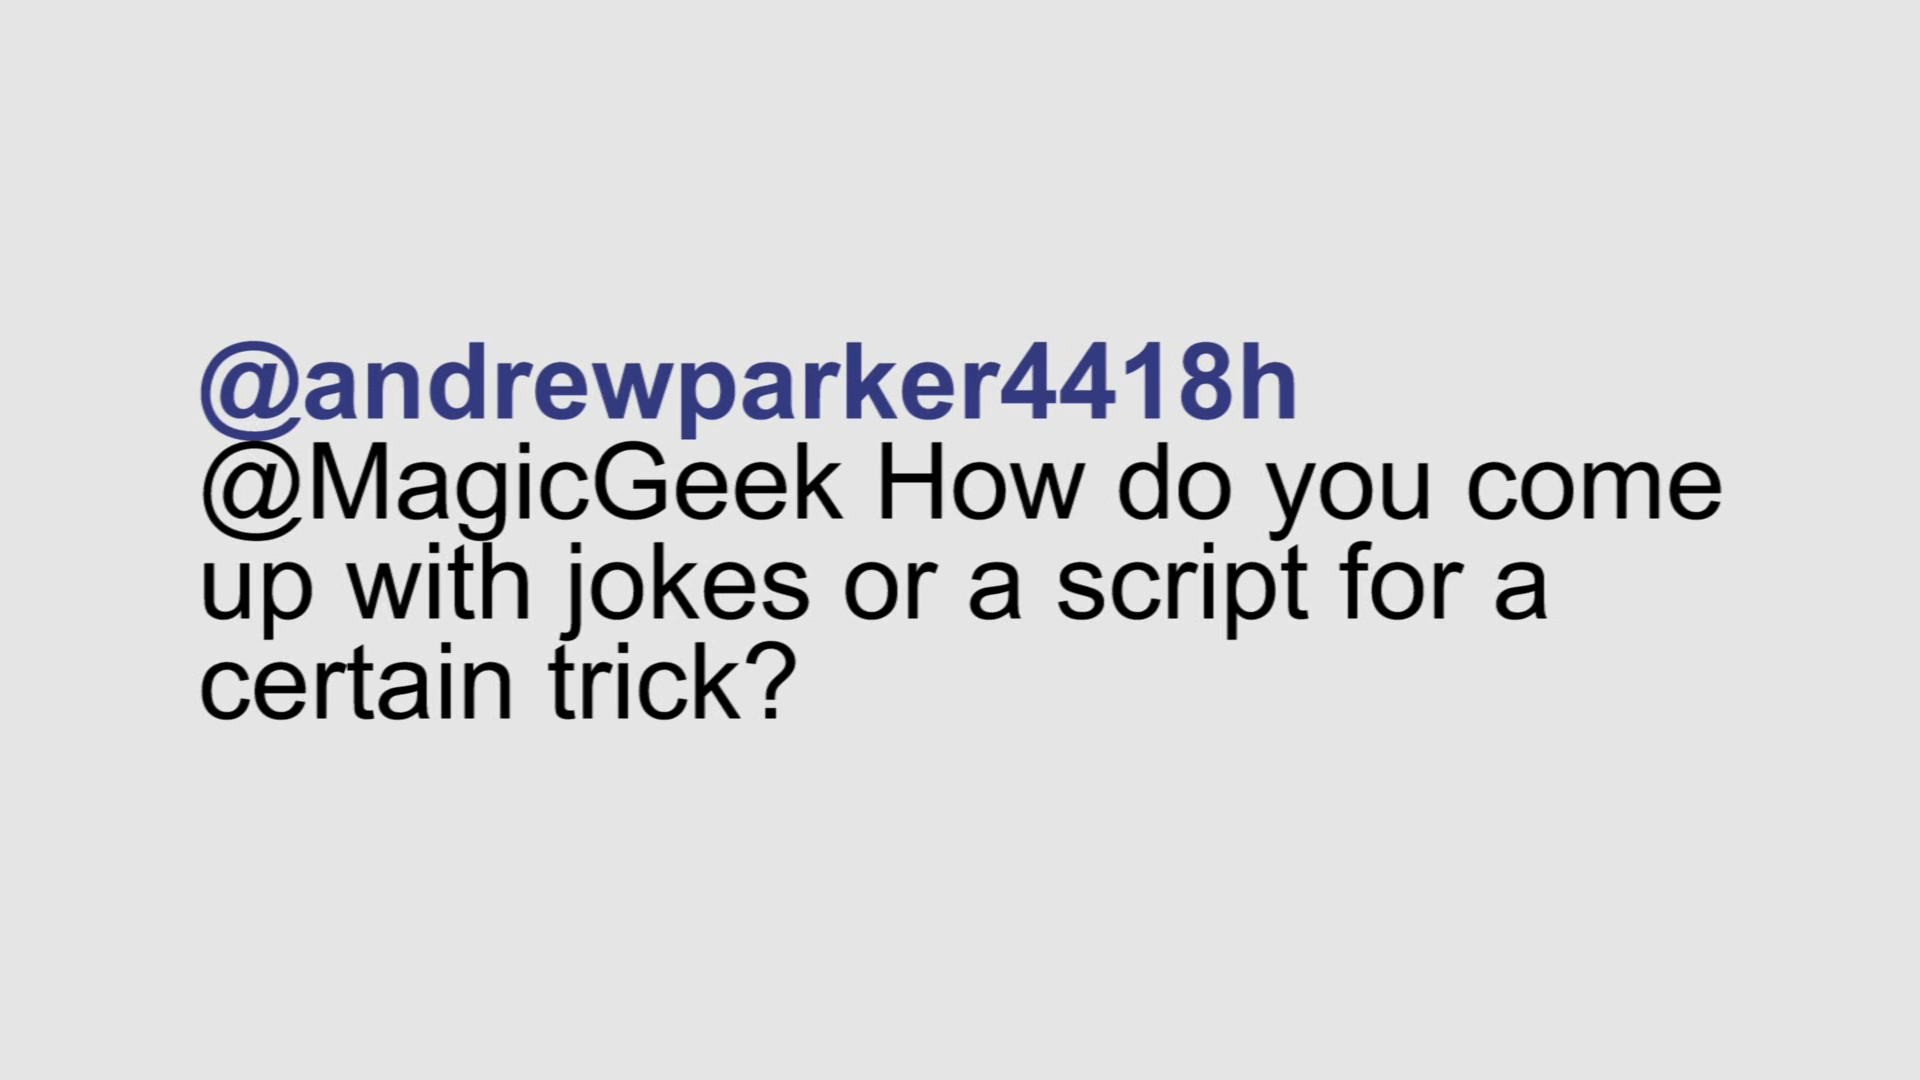 @andrewparker4418h
@MagicGeek How do you come
up with jokes or a script for a
certain trick?